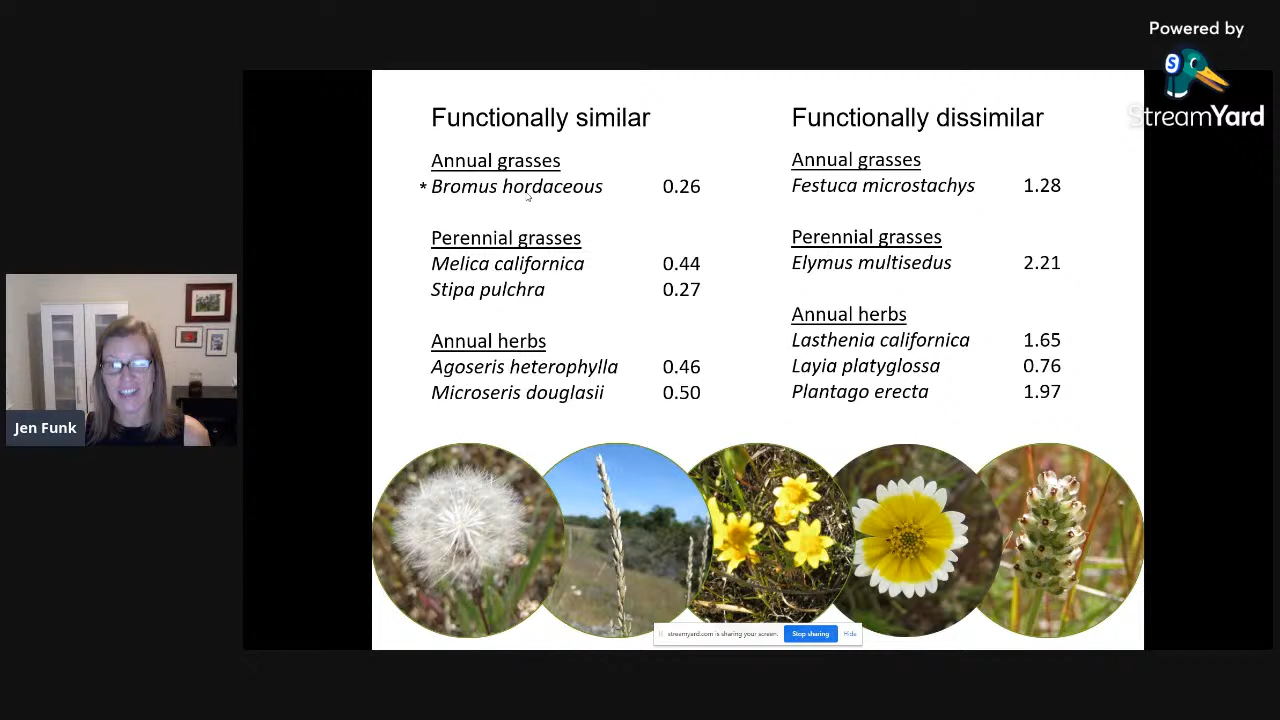 Powered by
StreamYard
Functionally similar
Annual grasses
* Bromus hordaceous 0.26
Perennial grasses
Melica californica 0.44
Stipa pulchra 0.27
Annual herbs
Agoseris heterophylla 0.46
Microseris douglasii 0.50
Functionally dissimilar
Annual grasses
Festuca microstachys 1.28
Perennial grasses
Elymus multisedus 2.21
Annual herbs
Lasthenia californica 1.65
Layia platyglossa 0.76
Plantago erecta 1.97
Jen Funk
streamyard.com is sharing your screen. Stop sharing Hide